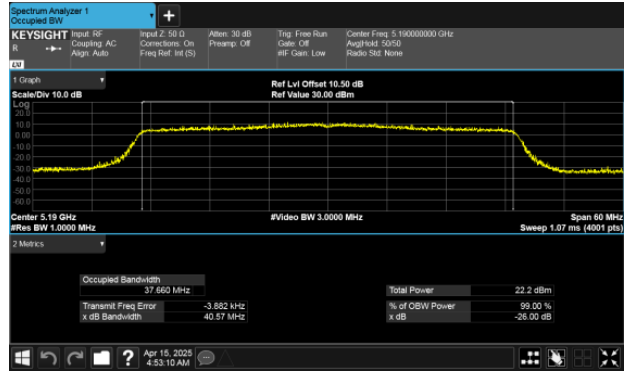 Spectrum Analyzer 1
Occupied BW
+
KEYSIGHT
R
LXI
Input: RF
Coupling: AC
Align: Auto
Input Z: 50 Ω
Corrections: On
Freq Ref: Int (S)
Atten: 30 dB
Preamp: Off
Trig: Free Run
Gate: Off
#IF Gain: Low
Center Freq: 5.190000000 GHz
Avg|Hold: 50/50
Radio Std: None
1 Graph
Scale/Div 10.0 dB
Ref Lvl Offset 10.50 dB
Ref Value 30.00 dBm
Log
20.0
10.0
0.00
-10.0
-20.0
-30.0
-40.0
-50.0
-60.0
Center 5.19 GHz
#Res BW 1.0000 MHz
#Video BW 3.0000 MHz
Span 60 MHz
Sweep 1.07 ms (4001 pts)
2 Metrics
Occupied Bandwidth
37.660 MHz
Transmit Freq Error -3.882 kHz
x dB Bandwidth 40.57 MHz
Total Power 22.2 dBm
% of OBW Power 99.00 %
x dB -26.00 dB
?
Apr 15, 2025
4:53:10 AM